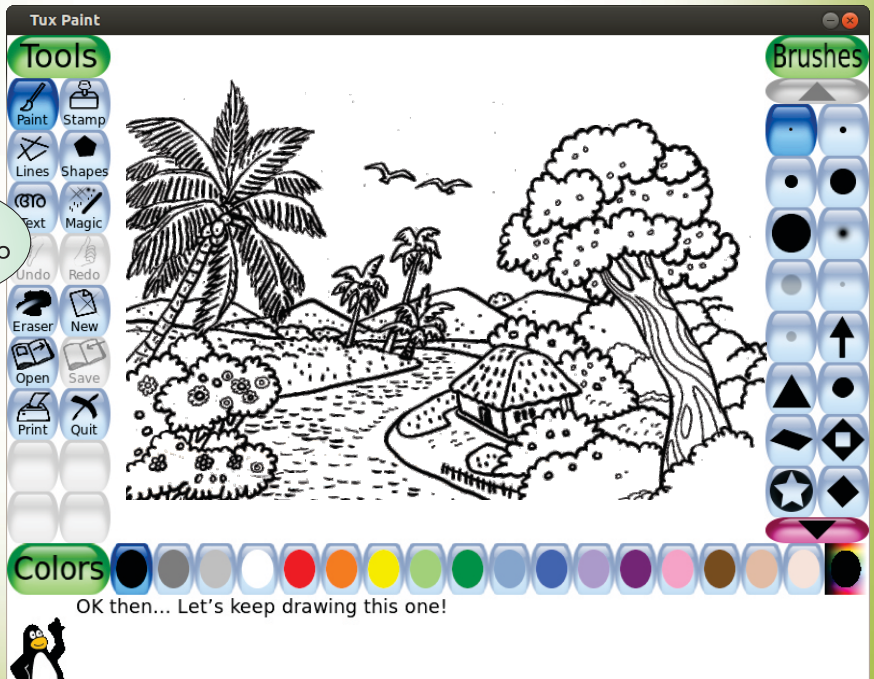 Tux Paint
Tools
Brushes
Paint
Stamp
Lines
Shapes
Text
Magic
Undo
Redo
Eraser
New
Open
Save
Print
Quit
Colors
OK then... Let's keep drawing this one!